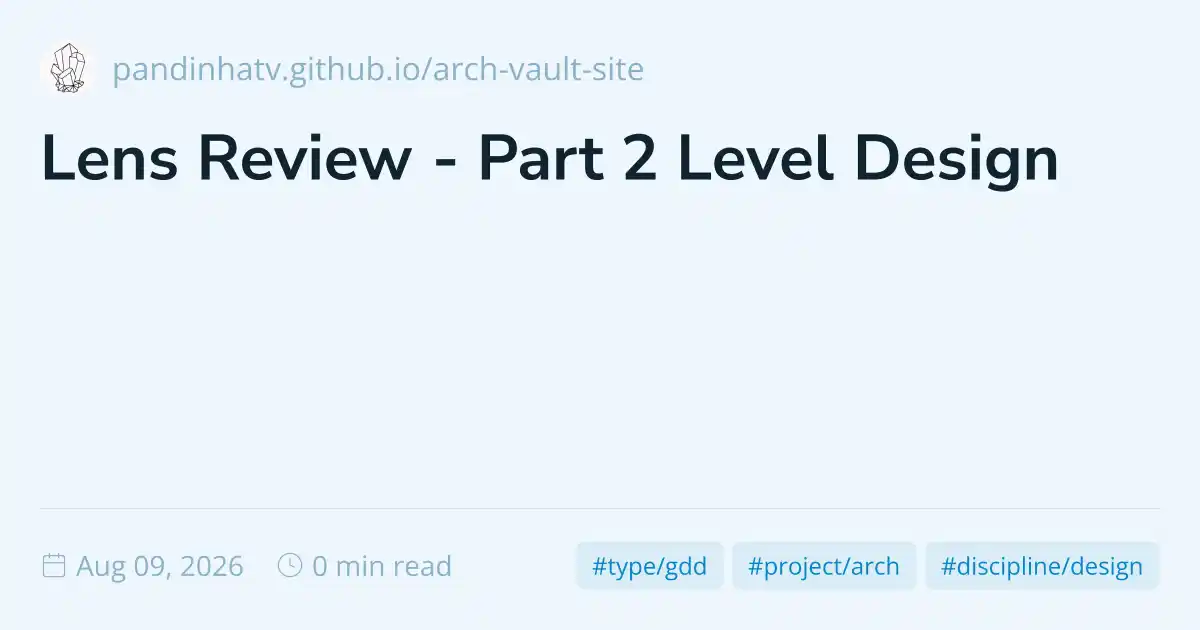 pandinhatv.github.io/arch-vault-site
Lens Review - Part 2 Level Design
Aug 09, 2026 0 min read #type/gdd #project/arch #discipline/design